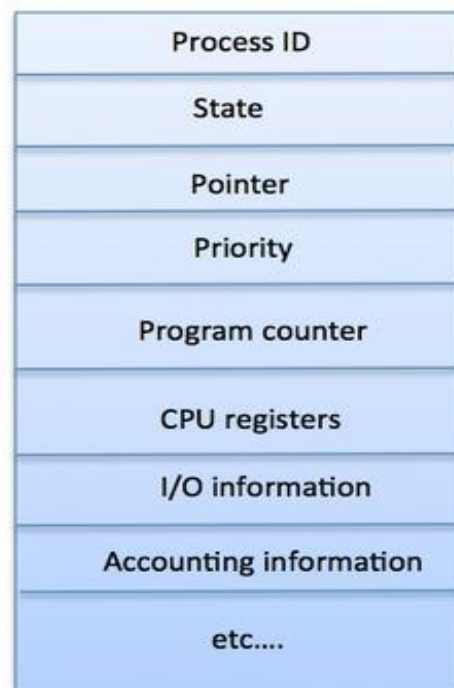 Process ID
State
Pointer
Priority
Program counter
CPU registers
I/O information
Accounting information
etc....